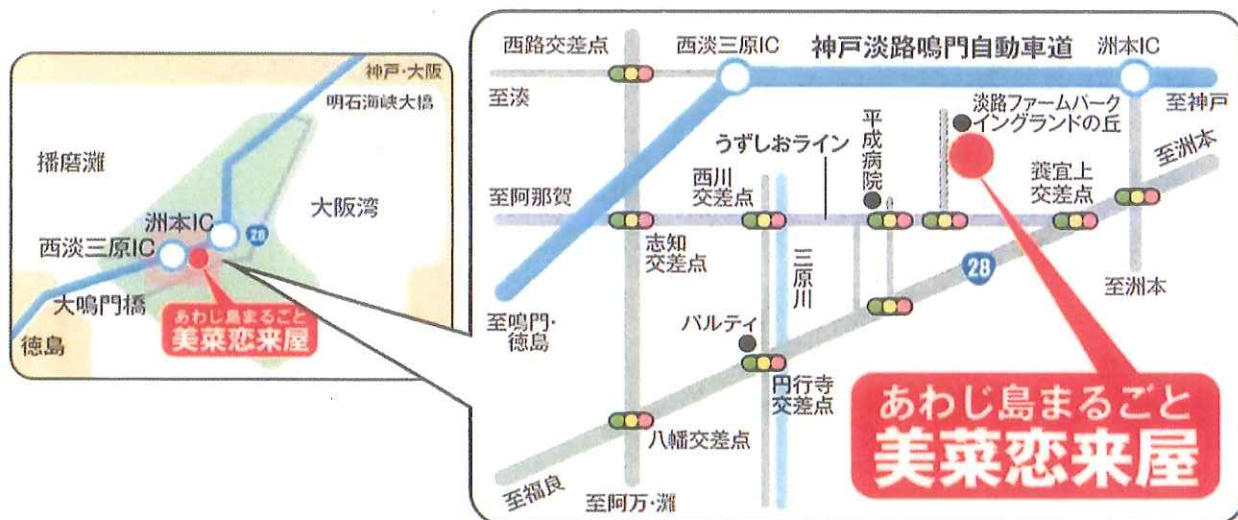 神戸・大阪
明石海峡大橋
播磨灘
大阪湾
洲本IC
28
西淡三原IC
大鳴門橋
あわじ島まるごと
美菜恋来屋
徳島
西路交差点
西淡三原IC
神戸淡路鳴門自動車道
洲本IC
至湊
至神戸
淡路ファームパーク
イングランドの丘
平成病院
うずしおライン
至洲本
西川
交差点
養宜上
交差点
至阿那賀
志知
交差点
三原川
28
至洲本
至鳴門・
徳島
パルティ
円行寺
交差点
八幡交差点
至福良
至阿万・灘
あわじ島まるごと
美菜恋来屋